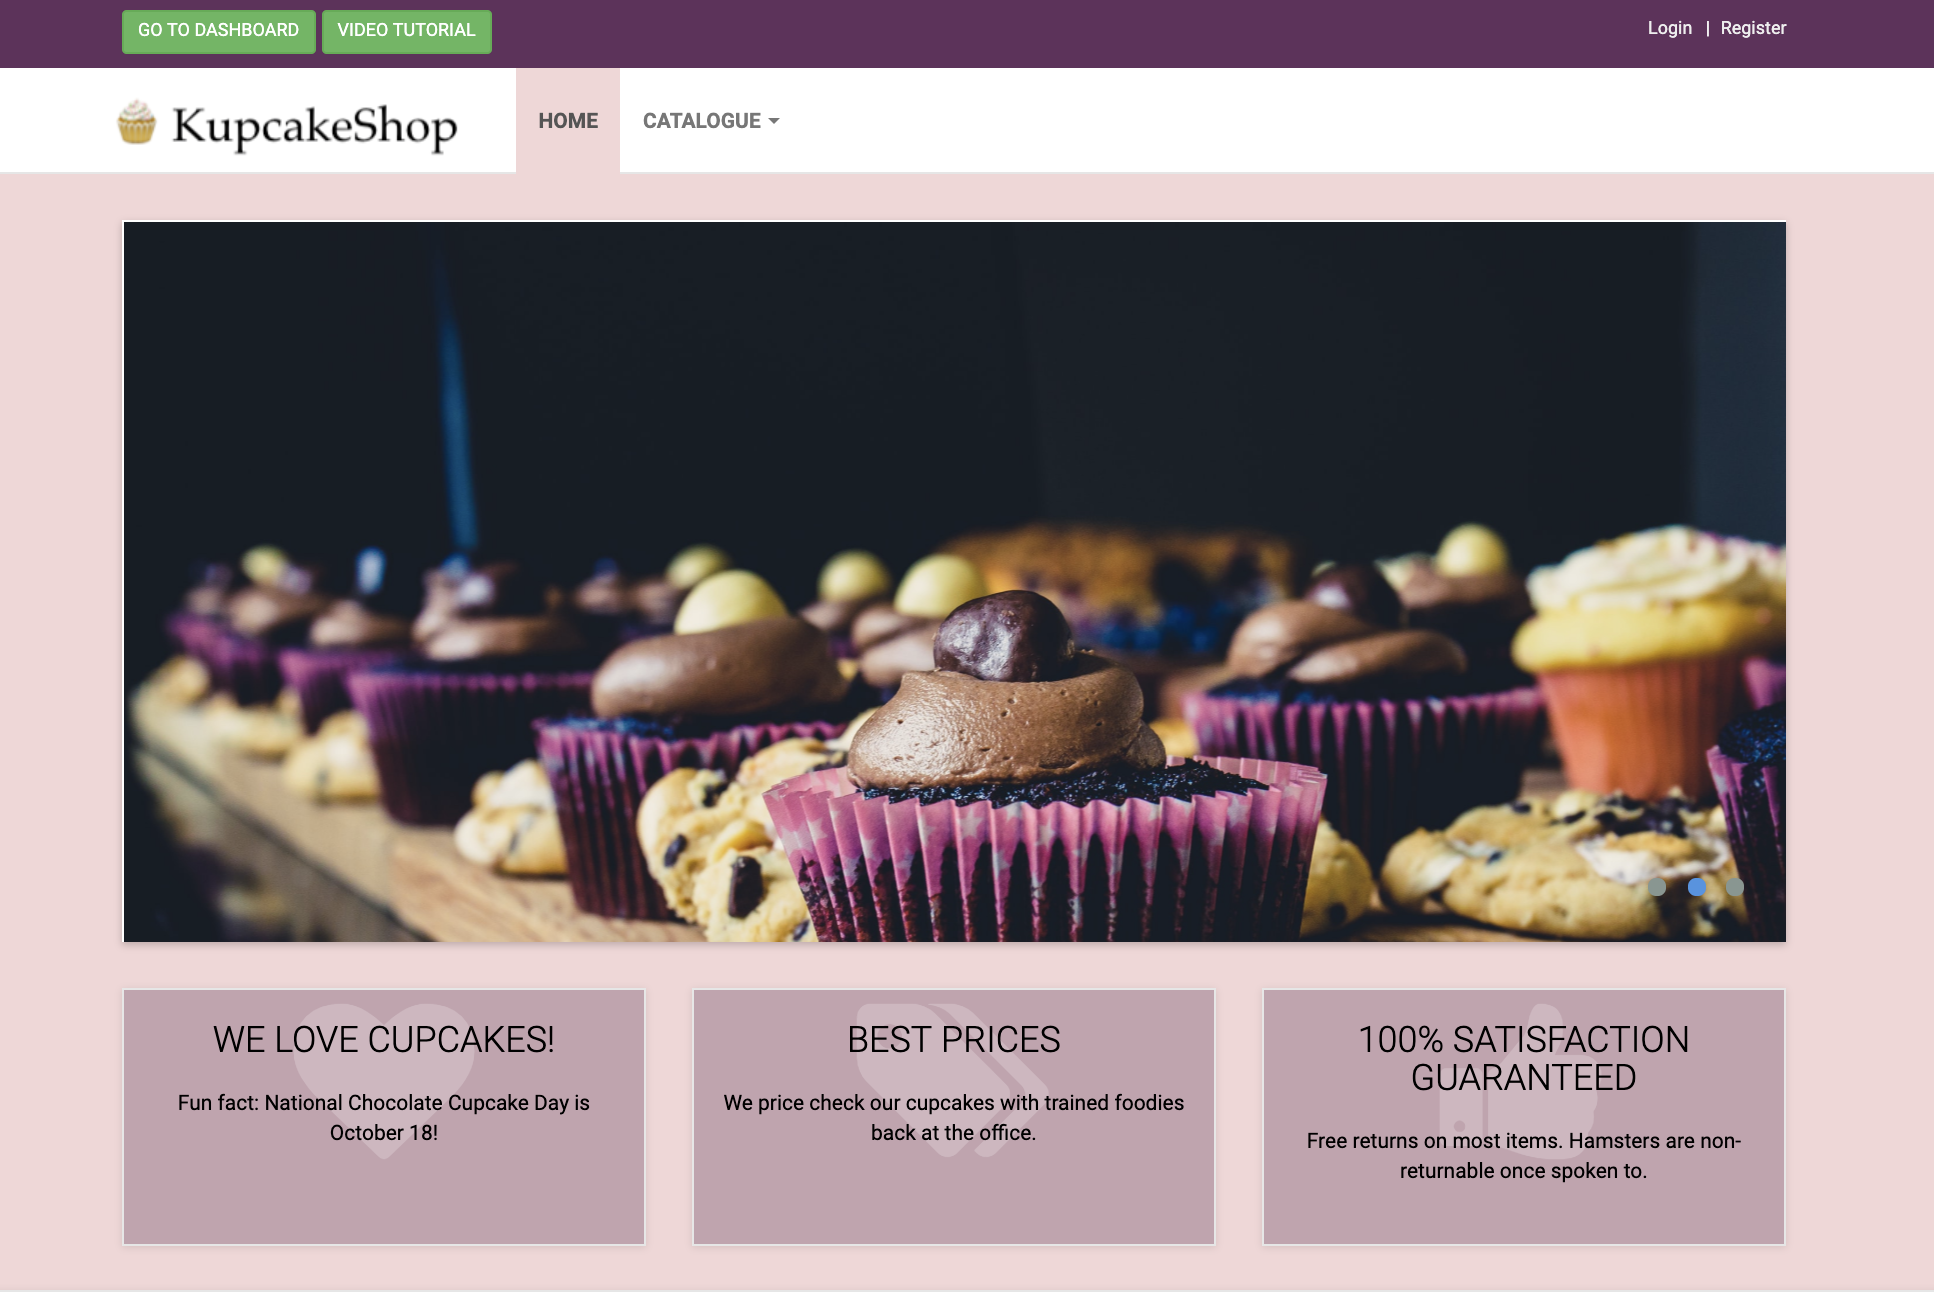 GO TO DASHBOARD
VIDEO TUTORIAL
Login | Register
KupcakeShop
HOME
CATALOGUE
WE LOVE CUPCAKES!
Fun fact: National Chocolate Cupcake Day is
October 18!
BEST PRICES
We price check our cupcakes with trained foodies
back at the office.
100% SATISFACTION
GUARANTEED
Free returns on most items. Hamsters are non-
returnable once spoken to.